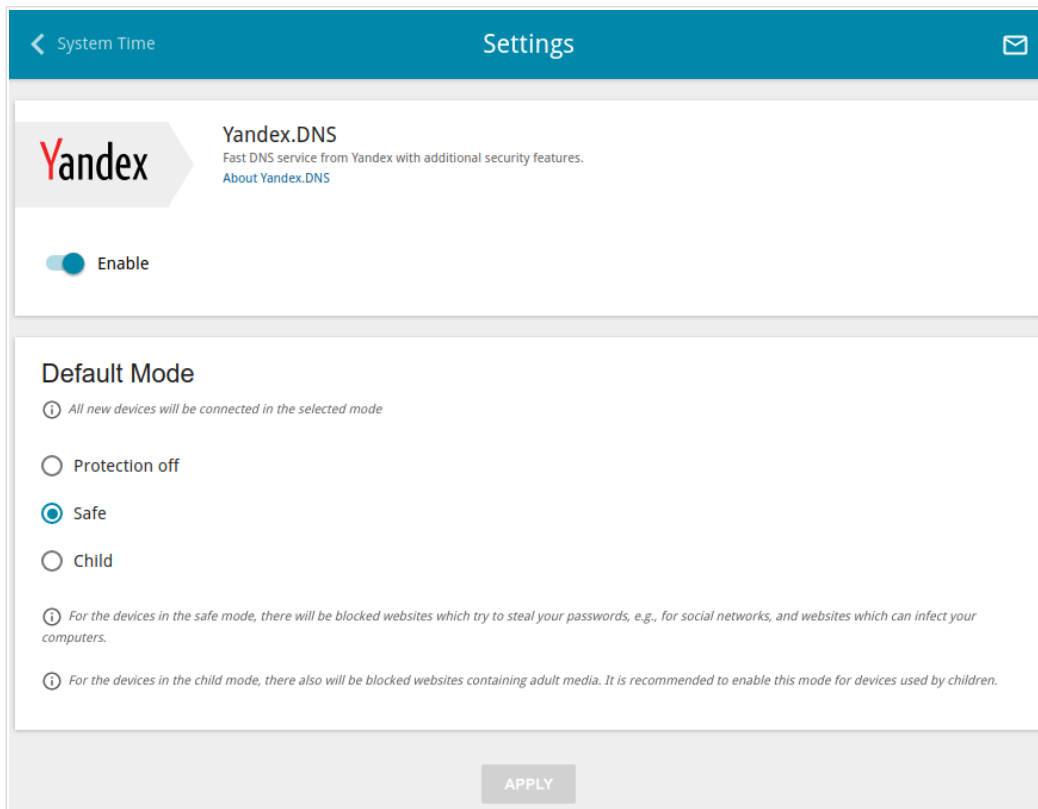 System Time
Settings
Yandex
Yandex.DNS
Fast DNS service from Yandex with additional security features.
About Yandex.DNS
Enable
Default Mode
All new devices will be connected in the selected mode
Protection off
Safe
Child
For the devices in the safe mode, there will be blocked websites which try to steal your passwords, e.g., for social networks, and websites which can infect your
computers.
For the devices in the child mode, there also will be blocked websites containing adult media. It is recommended to enable this mode for devices used by children.
APPLY